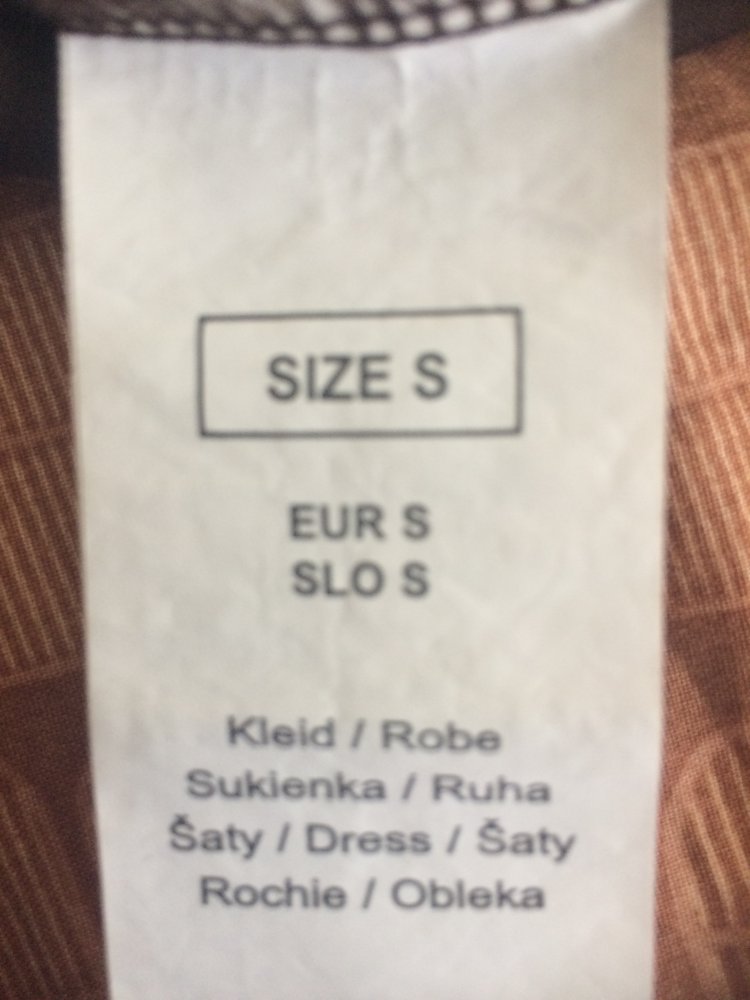 SIZE S
EUR S
SLO S
Kleid / Robe
Sukienka / Ruha
Šaty / Dress / Šaty
Rochie / Obleka